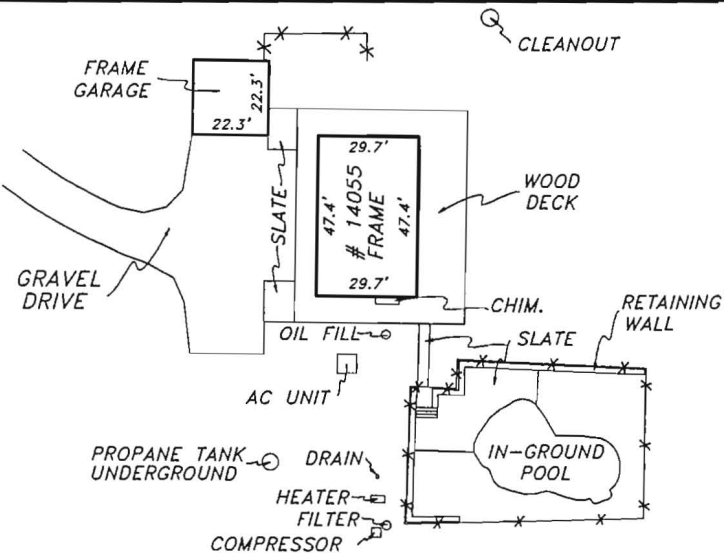 CLEANOUT
FRAME
GARAGE
22.3'
22.3'
29.7'
WOOD
DECK
SLATE
47.4'
# 14055
FRAME
47.4'
GRAVEL
DRIVE
29.7'
CHIM.
RETAINING
WALL
OIL FILL
SLATE
AC UNIT
PROPANE TANK
UNDERGROUND
DRAIN
IN-GROUND
POOL
HEATER
FILTER
COMPRESSOR